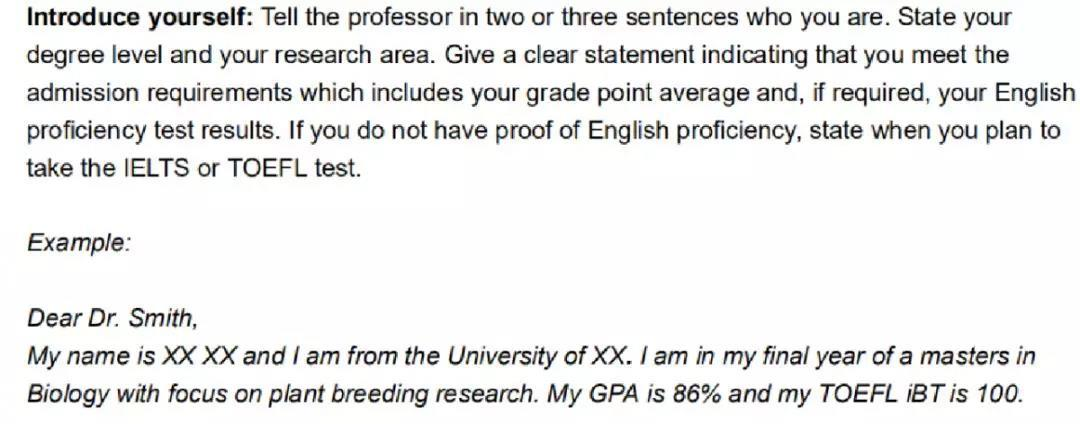 Introduce yourself: Tell the professor in two or three sentences who you are. State your
degree level and your research area. Give a clear statement indicating that you meet the
admission requirements which includes your grade point average and, if required, your English
proficiency test results. If you do not have proof of English proficiency, state when you plan to
take the IELTS or TOEFL test.
Example:
Dear Dr. Smith,
My name is XX XX and I am from the University of XX. I am in my final year of a masters in
Biology with focus on plant breeding research. My GPA is 86% and my TOEFL iBT is 100.